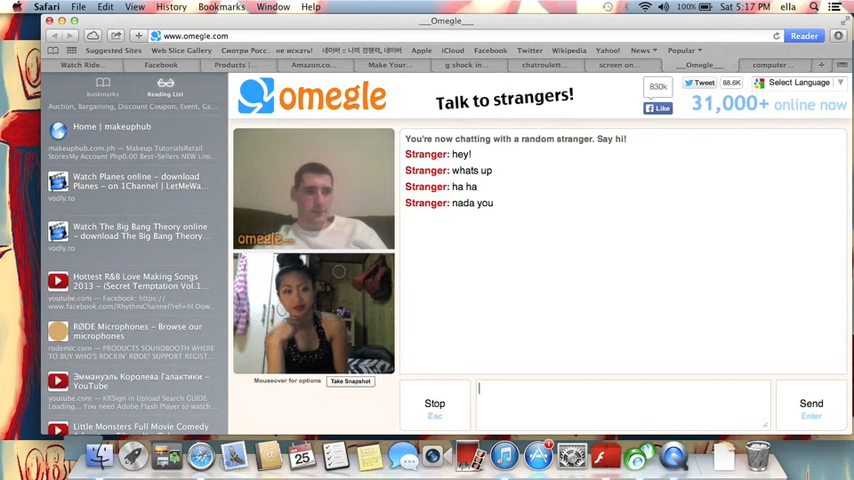 Safari File Edit View History Bookmarks Window Help 100% Sat 5:17 PM ella
__Omegle__
www.omegle.com Reader
Suggested Sites Web Slice Gallery Соот... Рамблер не искать! Apple iCloud Facebook Twitter Wikipedia Yahoo! News Popular
Watch Ride... Facebook Products |... Amazon.co... Make Your... g shock in... chatroulett... screen on... __Omegle__ computer...
Bookmarks Reading List
Auction, Bargaining, Discount Coupon, Event, Gs...
Home | makeuphub
makeuphub.com.ph – Makeup TutorialsRetail
StoresMy Account Php0.00 Best-Sellers NEW Lim...
Watch Planes online – download
Planes – on 1Channel | LetMeWa...
vodly.to
Watch The Big Bang Theory online
– download The Big Bang Theory...
vodly.to
Hottest R&B Love Making Songs
2013 – (Secret Temptation Vol.1...
youtube.com – Facebook: https://
www.facebook.com/RhythmChannel?ref=hl Dow...
RØDE Microphones – Browse our
microphones
rodemic.com – PRODUCTS SOUNDBOOTH WHERE
TO BUY WHO'S ROCKIN' RØDE? SUPPORT REGIST...
Эммануэль Королева Галактики –
YouTube
youtube.com – KRSign in Upload Search GUIDE
Loading... You need Adobe Flash Player to watch...
Little Monsters Full Movie Comedy
omegle
Talk to strangers!
830k
Like
Tweet 88.6K
Select Language
31,000+ online now
omegle
Mouseover for options Take Snapshot
You're now chatting with a random stranger. Say hi!
Stranger: hey!
Stranger: whats up
Stranger: ha ha
Stranger: nada you
Stop
Esc
Send
Enter
25
1